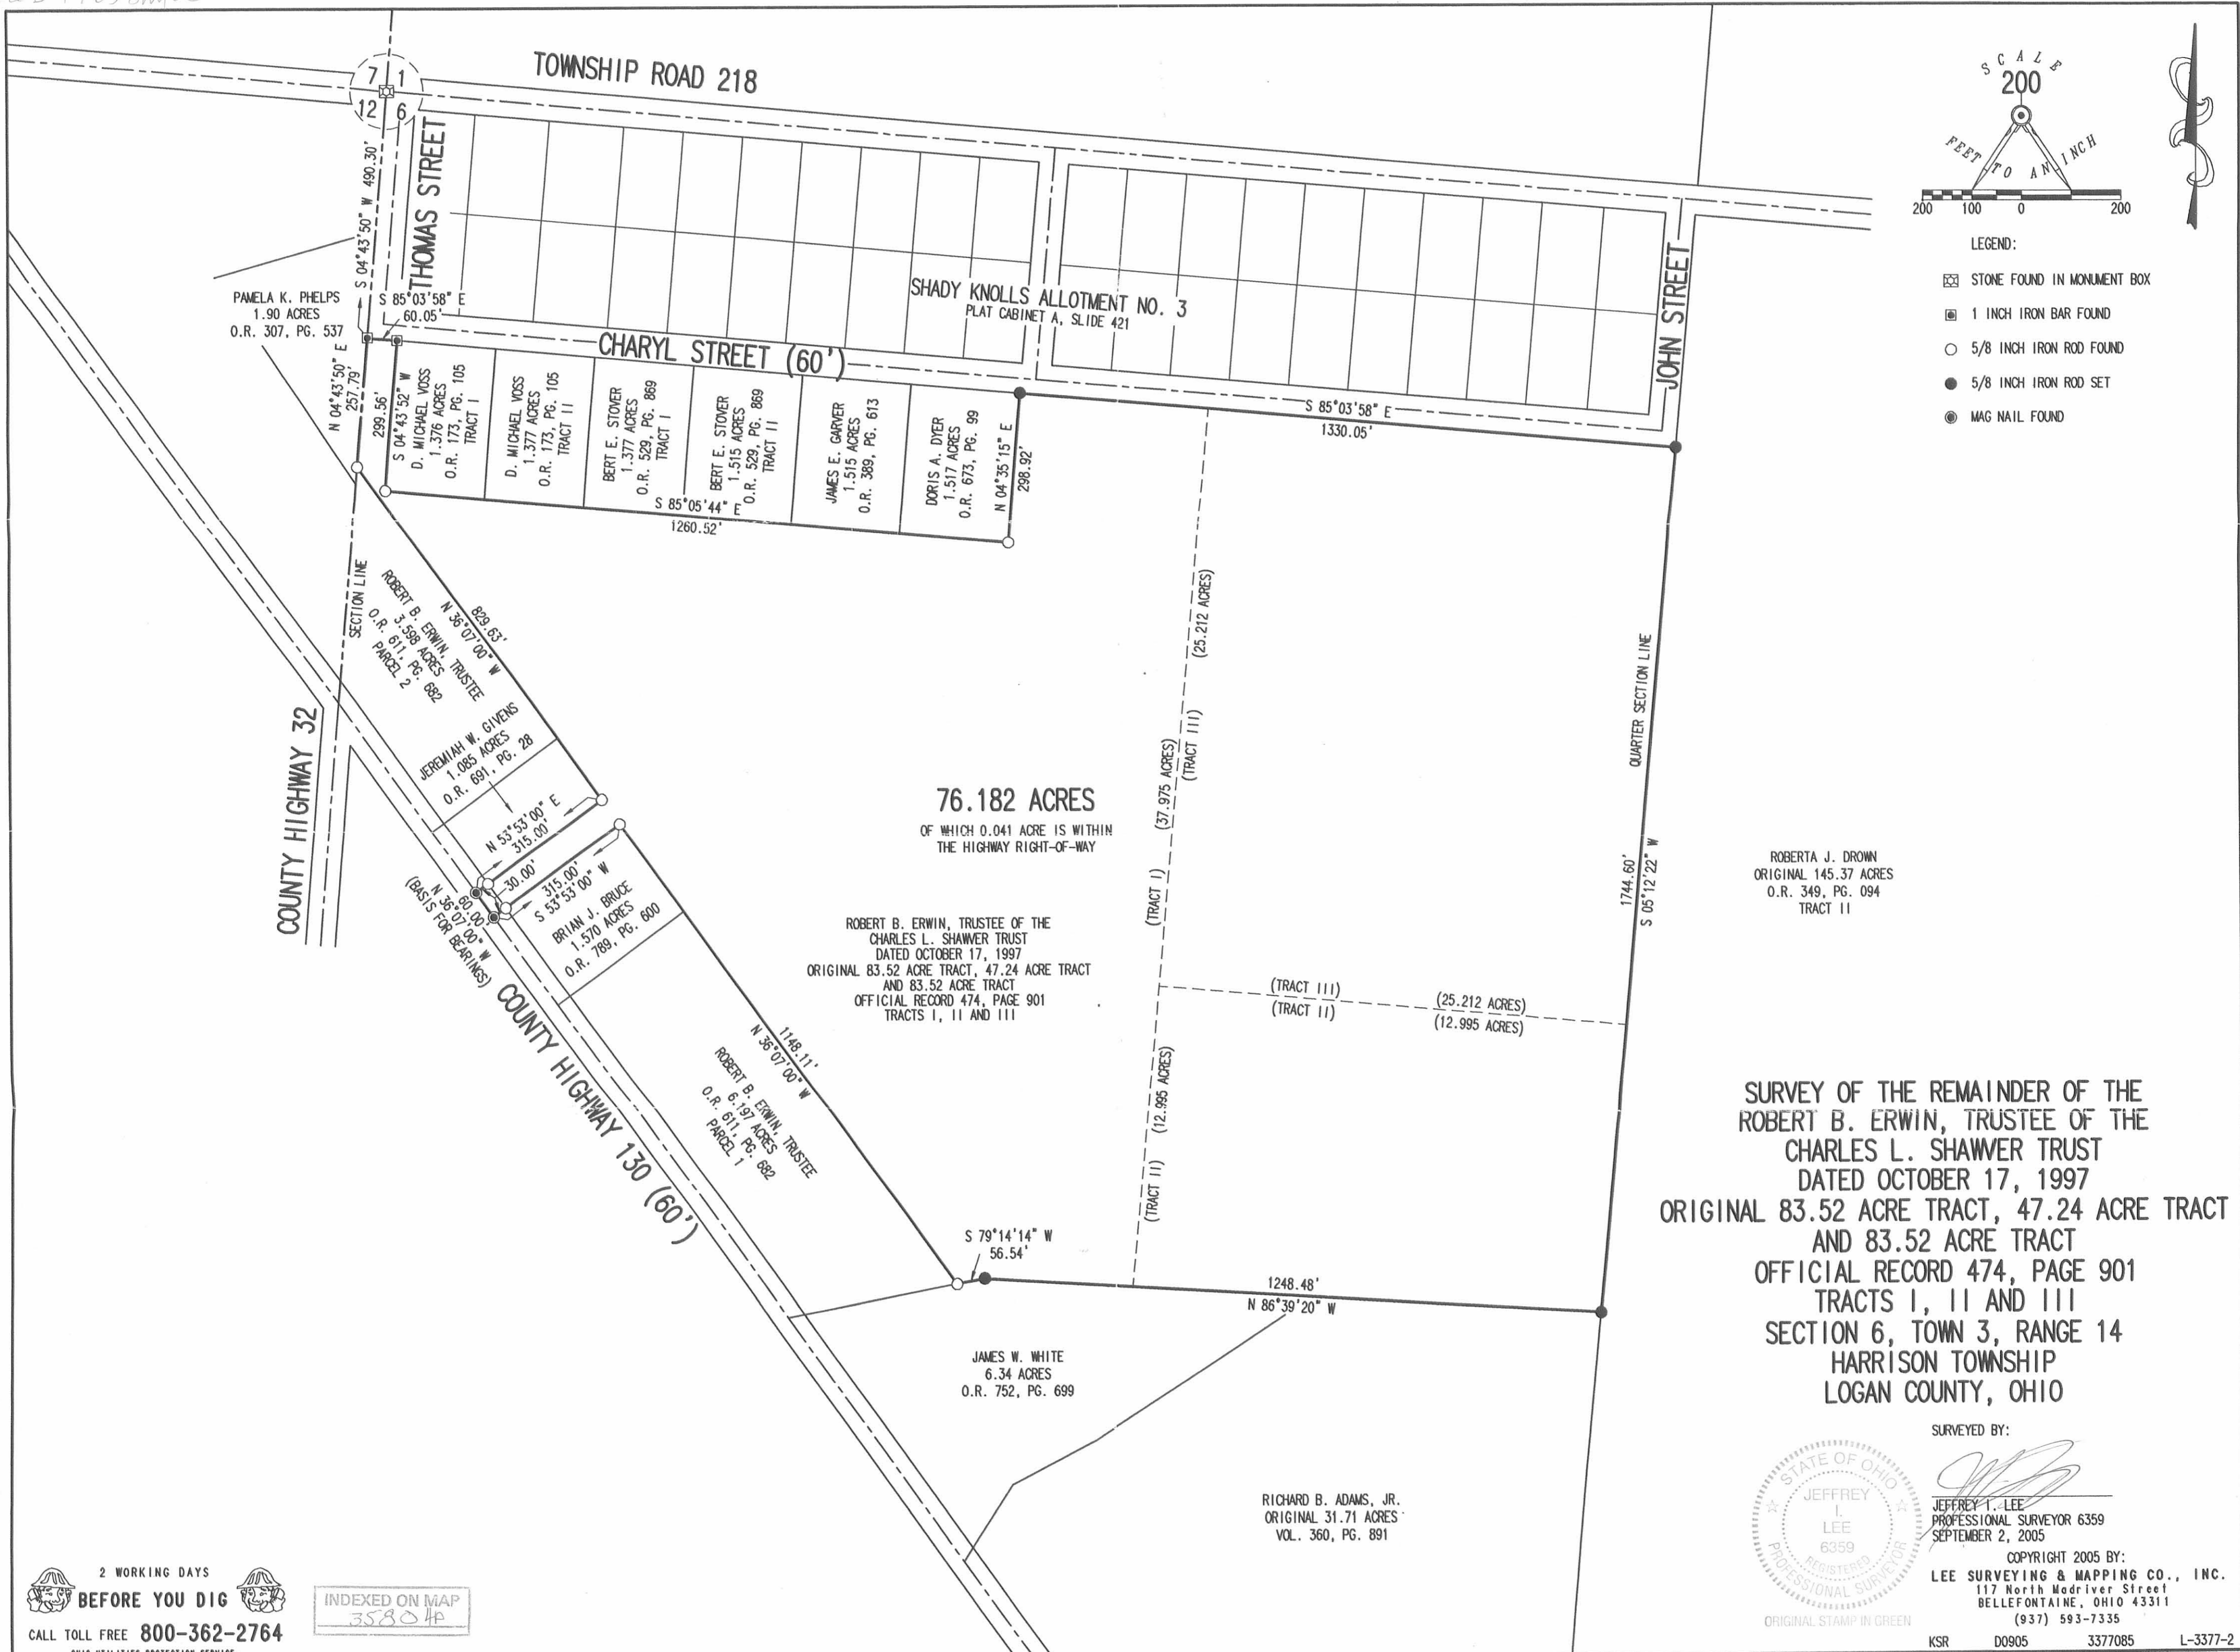 TOWNSHIP ROAD 218
7 1
12 6
S 04°43'50" W 490.30'
THOMAS STREET
PAMELA K. PHELPS
1.90 ACRES
O.R. 307, PG. 537
S 85°03'58" E
60.05'
N 04°43'50" E
257.79'
299.56'
S 04°43'52" W
SHADY KNOLLS ALLOTMENT NO. 3
PLAT CABINET A, SLIDE 421
CHARYL STREET (60')
JOHN STREET
D. MICHAEL VOSS
1.376 ACRES
O.R. 173, PG. 105
TRACT I
D. MICHAEL VOSS
1.377 ACRES
O.R. 173, PG. 105
TRACT II
BERT E. STOVER
1.377 ACRES
O.R. 529, PG. 869
TRACT I
BERT E. STOVER
1.515 ACRES
O.R. 529, PG. 869
TRACT II
JAMES E. GARVER
1.515 ACRES
O.R. 389, PG. 613
DORIS A. DYER
1.517 ACRES
O.R. 673, PG. 99
N 04°35'15" E
298.92'
S 85°03'58" E
1330.05'
S 85°05'44" E
1260.52'
SECTION LINE
829.63'
N 36°07'00" W
ROBERT B. ERWIN, TRUSTEE
3.598 ACRES
O.R. 611, PG. 682
PARCEL 2
JEREMIAH W. GIVENS
1.085 ACRES
O.R. 691, PG. 28
COUNTY HIGHWAY 32
N 53°53'00" E
315.00'
30.00'
315.00'
S 53°53'00" W
BRIAN J. BRUCE
1.570 ACRES
O.R. 789, PG. 600
60.00'
N 36°07'00" W
(BASIS FOR BEARINGS)
COUNTY HIGHWAY 130 (60')
1148.11'
N 36°07'00" W
ROBERT B. ERWIN, TRUSTEE
6.197 ACRES
O.R. 611, PG. 682
PARCEL 1
76.182 ACRES
OF WHICH 0.041 ACRE IS WITHIN
THE HIGHWAY RIGHT-OF-WAY
ROBERT B. ERWIN, TRUSTEE OF THE
CHARLES L. SHAWVER TRUST
DATED OCTOBER 17, 1997
ORIGINAL 83.52 ACRE TRACT, 47.24 ACRE TRACT
AND 83.52 ACRE TRACT
OFFICIAL RECORD 474, PAGE 901
TRACTS I, II AND III
(TRACT I) (37.975 ACRES)
(TRACT III) (25.212 ACRES)
(TRACT III) (25.212 ACRES)
(TRACT II) (12.995 ACRES)
(TRACT II) (12.995 ACRES)
QUARTER SECTION LINE
1744.60'
S 05°12'22" W
ROBERTA J. DROWN
ORIGINAL 145.37 ACRES
O.R. 349, PG. 094
TRACT II
S 79°14'14" W
56.54'
1248.48'
N 86°39'20" W
JAMES W. WHITE
6.34 ACRES
O.R. 752, PG. 699
RICHARD B. ADAMS, JR.
ORIGINAL 31.71 ACRES
VOL. 360, PG. 891
SCALE
200
FEET TO AN INCH
200 100 0 200
LEGEND:
STONE FOUND IN MONUMENT BOX
1 INCH IRON BAR FOUND
5/8 INCH IRON ROD FOUND
5/8 INCH IRON ROD SET
MAG NAIL FOUND
SURVEY OF THE REMAINDER OF THE
ROBERT B. ERWIN, TRUSTEE OF THE
CHARLES L. SHAWVER TRUST
DATED OCTOBER 17, 1997
ORIGINAL 83.52 ACRE TRACT, 47.24 ACRE TRACT
AND 83.52 ACRE TRACT
OFFICIAL RECORD 474, PAGE 901
TRACTS I, II AND III
SECTION 6, TOWN 3, RANGE 14
HARRISON TOWNSHIP
LOGAN COUNTY, OHIO
SURVEYED BY:
JEFFREY I. LEE
PROFESSIONAL SURVEYOR 6359
SEPTEMBER 2, 2005
STATE OF OHIO
JEFFREY
I.
LEE
6359
REGISTERED
PROFESSIONAL SURVEYOR
ORIGINAL STAMP IN GREEN
COPYRIGHT 2005 BY:
LEE SURVEYING & MAPPING CO., INC.
117 North Madriver Street
BELLEFONTAINE, OHIO 43311
(937) 593-7335
KSR D0905 3377085 L-3377-2
2 WORKING DAYS
BEFORE YOU DIG
CALL TOLL FREE 800-362-2764
INDEXED ON MAP